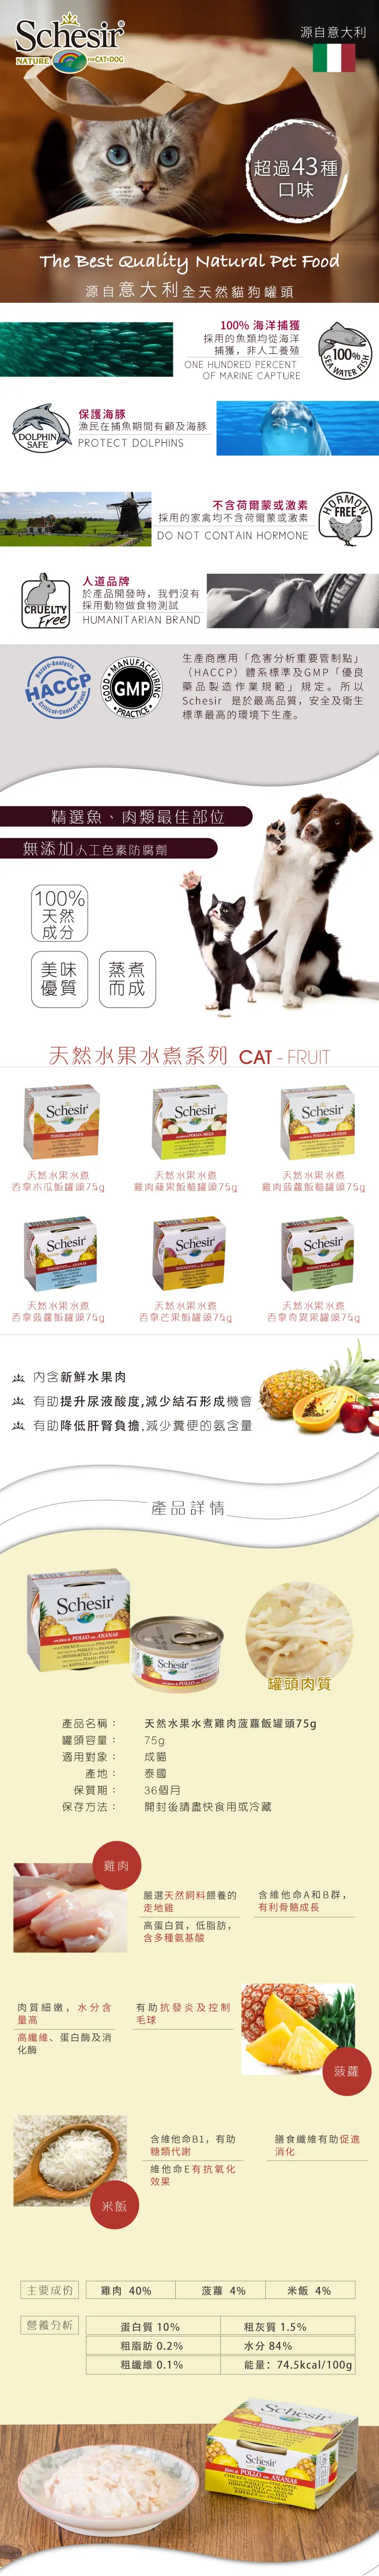 Schesir®
NATURE FOR CAT&DOG
源自意大利
超過43種
口味
The Best Quality Natural Pet Food
源自意大利全天然貓狗罐頭
100% 海洋捕獲
採用的魚類均從海洋
捕獲，非人工養殖
ONE HUNDRED PERCENT
OF MARINE CAPTURE
100%
SEA WATER FISH
DOLPHIN
SAFE
保護海豚
漁民在捕魚期間有顧及海豚
PROTECT DOLPHINS
不含荷爾蒙或激素
採用的家禽均不含荷爾蒙或激素
DO NOT CONTAIN HORMONE
HORMON
FREE
CRUELTY
Free
人道品牌
於產品開發時，我們沒有
採用動物做食物測試
HUMANITARIAN BRAND
Hazard-Analysis
HACCP
Critical-Control-Point
GOOD MANUFACTURING
GMP
PRACTICE
生產商應用「危害分析重要管制點」
（HACCP）體系標準及GMP「優良
藥品製造作業規範」規定。所以
Schesir 是於最高品質，安全及衛生
標準最高的環境下生產。
精選魚、肉類最佳部位
無添加人工色素防腐劑
100%
天然
成分
美味
優質
蒸煮
而成
天然水果水煮系列 CAT - FRUIT
Schesir
Schesir
Schesir
天然水果水煮
吞拿木瓜飯罐頭75g
天然水果水煮
雞肉蘋果飯貓罐頭75g
天然水果水煮
雞肉菠蘿飯貓罐頭75g
Schesir
Schesir
Schesir
天然水果水煮
吞拿菠蘿飯罐頭75g
天然水果水煮
吞拿芒果飯罐頭75g
天然水果水煮
吞拿奇異果罐頭75g
內含新鮮水果肉
有助提升尿液酸度,減少結石形成機會
有助降低肝腎負擔,減少糞便的氨含量
產品詳情
Schesir
POLLO con ANANAS
Schesir
罐頭肉質
產品名稱： 天然水果水煮雞肉菠蘿飯罐頭75g
罐頭容量： 75g
適用對象： 成貓
產地： 泰國
保質期： 36個月
保存方法： 開封後請盡快食用或冷藏
雞肉
嚴選天然飼料餵養的
走地雞
高蛋白質，低脂肪，
含多種氨基酸
含維他命A和B群，
有利骨骼成長
肉質細嫩，水分含
量高
高纖維、蛋白酶及消
化酶
有助抗發炎及控制
毛球
菠蘿
米飯
含維他命B1，有助
糖類代謝
維他命E有抗氧化
效果
膳食纖維有助促進
消化
主要成份 雞肉 40% 菠蘿 4% 米飯 4%
營養分析 蛋白質 10% 粗灰質 1.5%
粗脂肪 0.2% 水分 84%
粗纖維 0.1% 能量：74.5kcal/100g
Schesir
Schesir
POLLO con ANANAS